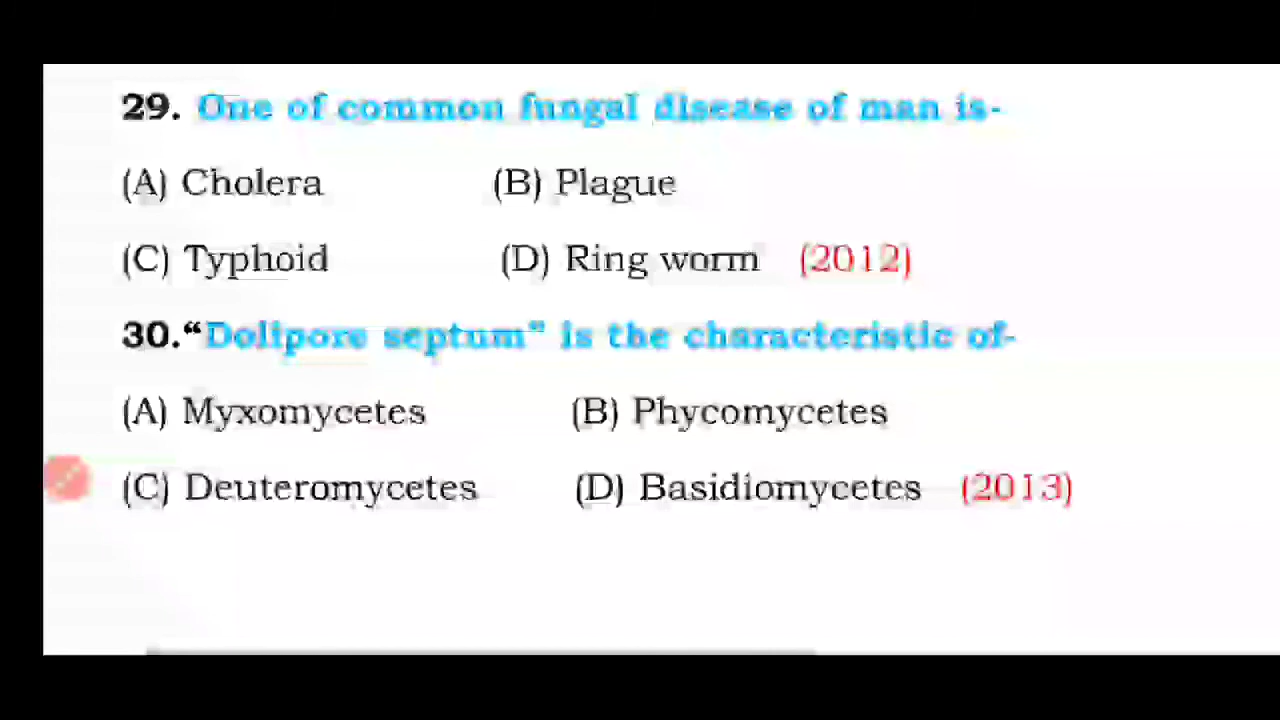 29. One of common fungal disease of man is-
(A) Cholera (B) Plague
(C) Typhoid (D) Ring worm (2012)
30."Dolipore septum" is the characteristic of-
(A) Myxomycetes (B) Phycomycetes
(C) Deuteromycetes (D) Basidiomycetes (2013)